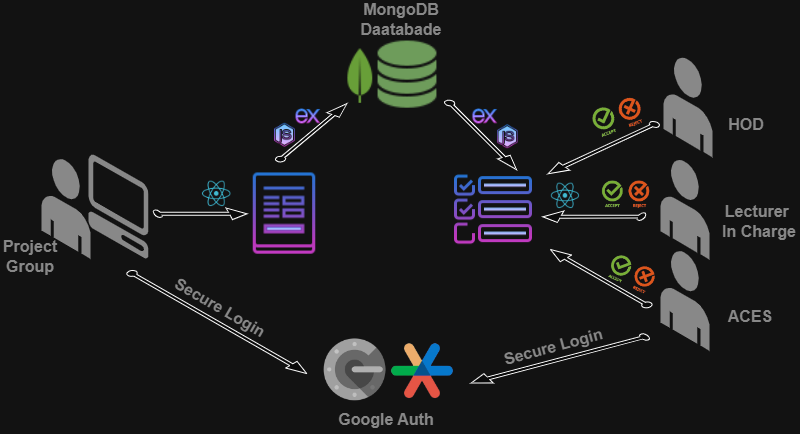 MongoDB
Daatabade
ex
JS
ex
JS
ACCEPT
REJECT
HOD
ACCEPT
REJECT
Lecturer
In Charge
Project
Group
ACCEPT
REJECT
ACES
Secure Login
Secure Login
Google Auth